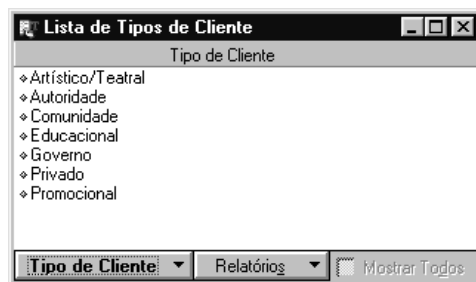 Lista de Tipos de Cliente
Tipo de Cliente
Artístico/Teatral
Autoridade
Comunidade
Educacional
Governo
Privado
Promocional
Tipo de Cliente Relatórios Mostrar Todos